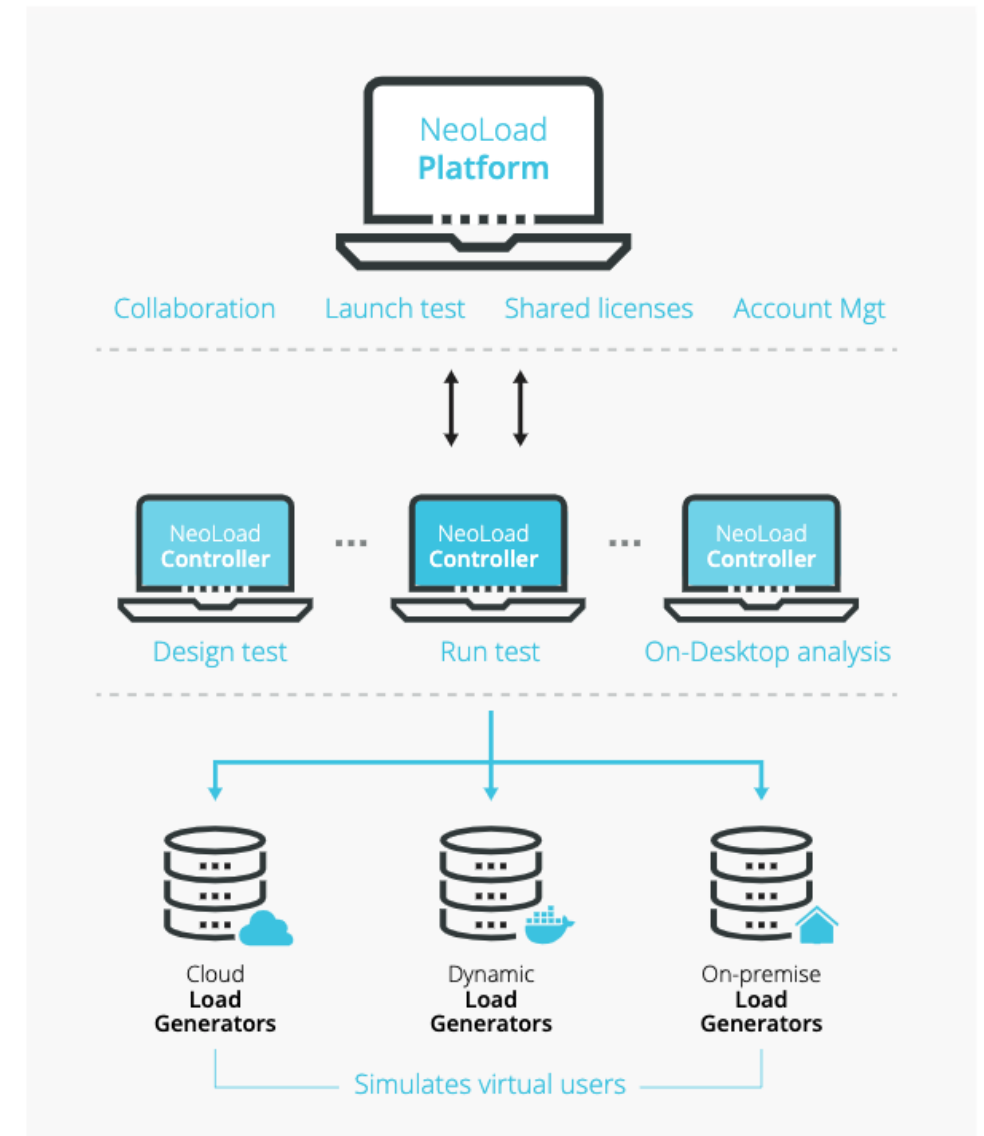 NeoLoad
Platform
Collaboration Launch test Shared licenses Account Mgt
NeoLoad
Controller
NeoLoad
Controller
NeoLoad
Controller
Design test Run test On-Desktop analysis
Cloud
Load
Generators
Dynamic
Load
Generators
On-premise
Load
Generators
Simulates virtual users